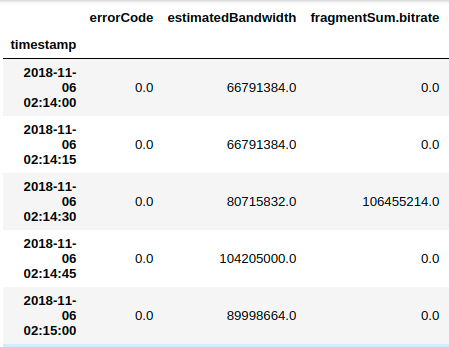 errorCode estimatedBandwidth fragmentSum.bitrate
timestamp
2018-11-
06
02:14:00 0.0 66791384.0 0.0
2018-11-
06
02:14:15 0.0 66791384.0 0.0
2018-11-
06
02:14:30 0.0 80715832.0 106455214.0
2018-11-
06
02:14:45 0.0 104205000.0 0.0
2018-11-
06
02:15:00 0.0 89998664.0 0.0